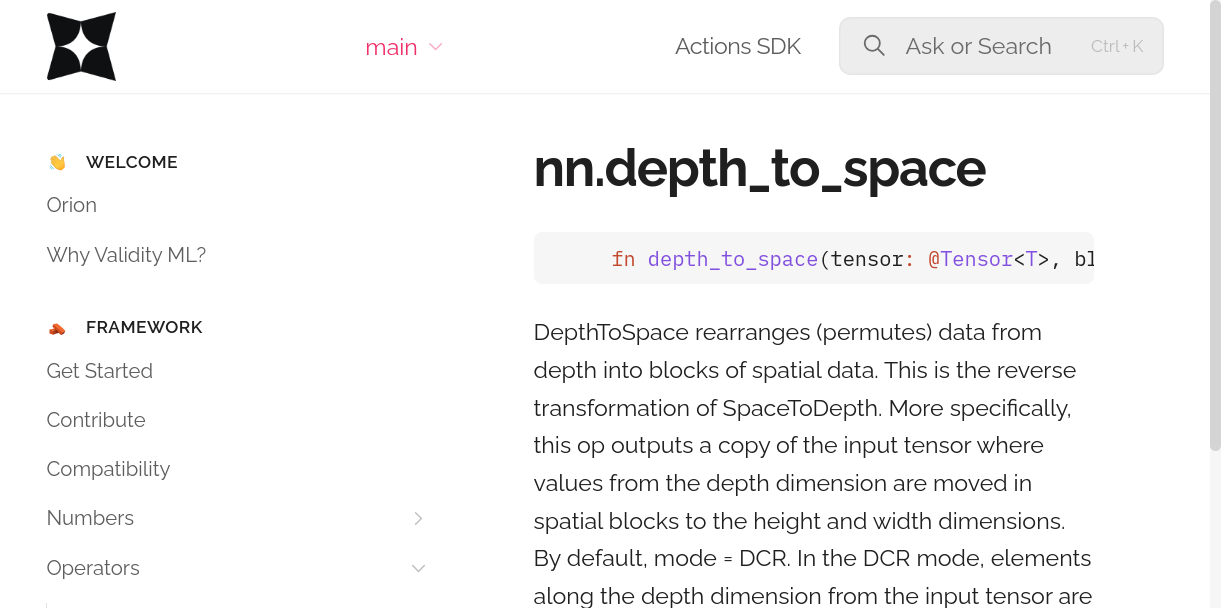 main
Actions SDK
Ask or Search
Ctrl + K
WELCOME
Orion
Why Validity ML?
FRAMEWORK
Get Started
Contribute
Compatibility
Numbers
Operators
nn.depth_to_space
fn depth_to_space(tensor: @Tensor<T>, bl
DepthToSpace rearranges (permutes) data from
depth into blocks of spatial data. This is the reverse
transformation of SpaceToDepth. More specifically,
this op outputs a copy of the input tensor where
values from the depth dimension are moved in
spatial blocks to the height and width dimensions.
By default, mode = DCR. In the DCR mode, elements
along the depth dimension from the input tensor are